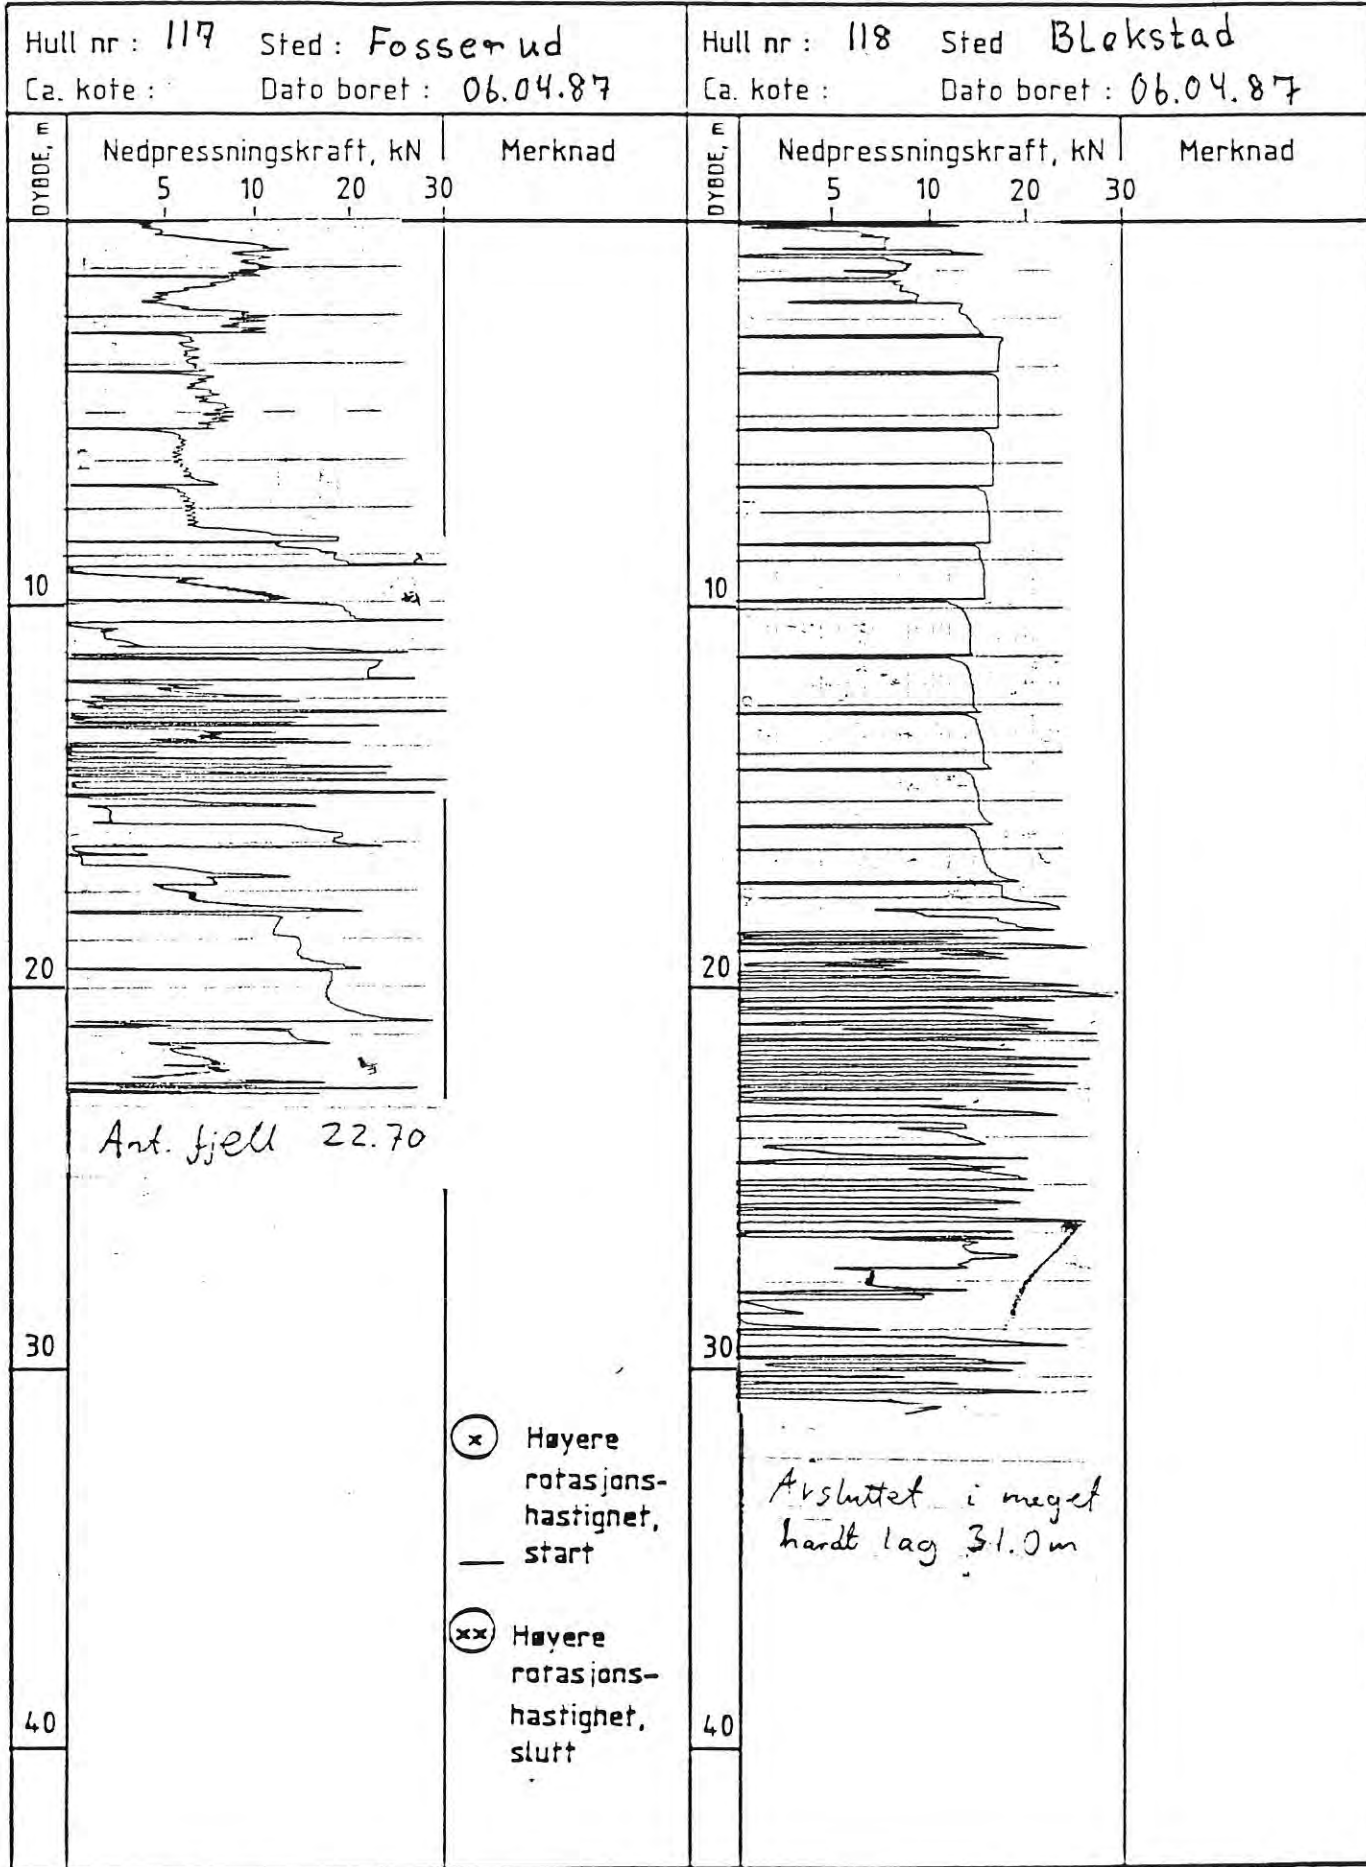 Hull nr : 117 Sted : Fosserud
Ca. kote : Dato boret : 06.04.87
DYBDE, m
Nedpressningskraft, kN
Merknad
5 10 20 30
10
20
Ant. fjell 22.70
30
x Høyere
rotasjons-
hastighet,
start
xx Høyere
rotasjons-
hastighet,
slutt
40
Hull nr : 118 Sted Blekstad
Ca. kote : Dato boret : 06.04.87
DYBDE, m
Nedpressningskraft, kN
Merknad
5 10 20 30
10
20
30
Avsluttet i meget
hardt lag 31.0m
40